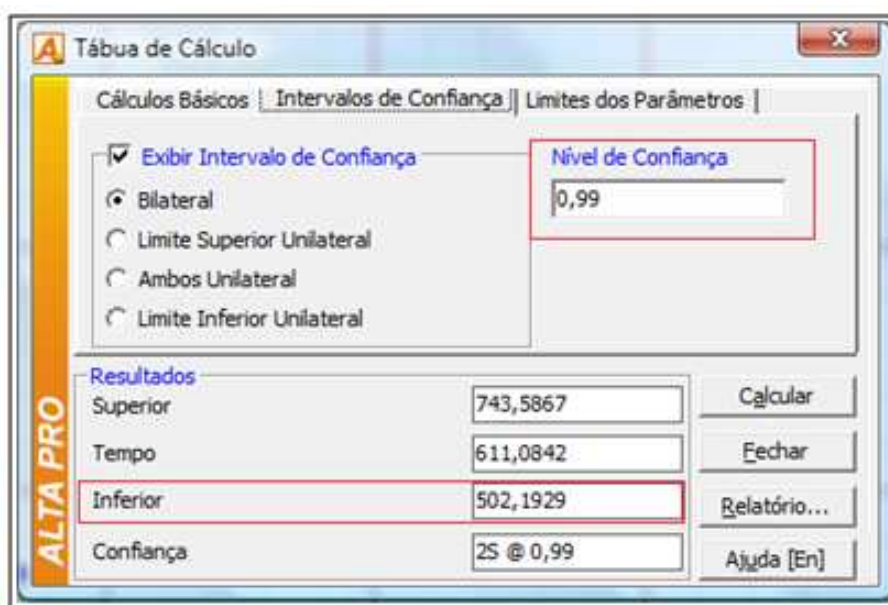 Tábua de Cálculo
Cálculos Básicos
Intervalos de Confiança
Limites dos Parâmetros
Exibir Intervalo de Confiança
Bilateral
Limite Superior Unilateral
Ambos Unilateral
Limite Inferior Unilateral
Nível de Confiança
0,99
Resultados
Superior 743,5867
Tempo 611,0842
Inferior 502,1929
Confiança 2S @ 0,99
Calcular
Fechar
Relatório...
Ajuda [En]
ALTA PRO